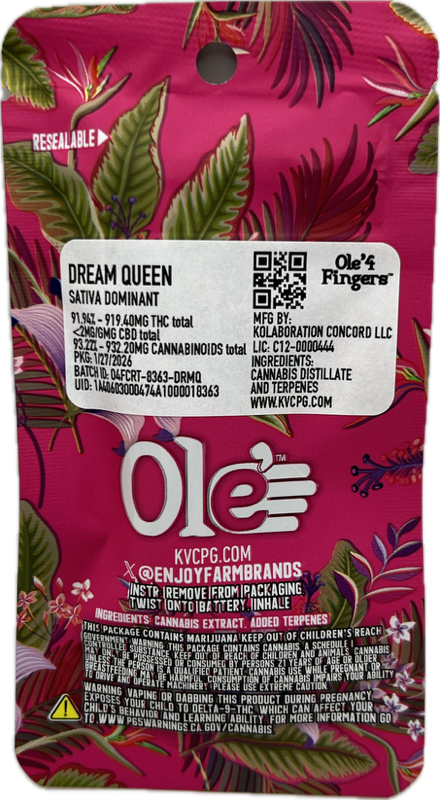 RESEALABLE
DREAM QUEEN
SATIVA DOMINANT
91.94% - 919.40MG THC total
<2MG/GMG CBD total
93.22% - 932.20MG CANNABINOIDS total
PKG: 1/27/2026
BATCH ID: 04FCRT-8363-DRMQ
UID: 1A40603000474A1000018363
Ole'4
Fingers™
MFG BY:
KOLABORATION CONCORD LLC
LIC: C12-0000444
INGREDIENTS:
CANNABIS DISTILLATE
AND TERPENES
WWW.KVCPG.COM
Ole'™
KVCPG.COM
X @ENJOYFARMBRANDS
INSTR: REMOVE FROM PACKAGING
TWIST ONTO BATTERY. INHALE
INGREDIENTS: CANNABIS EXTRACT, ADDED TERPENES
THIS PACKAGE CONTAINS MARIJUANA KEEP OUT OF CHILDREN'S REACH
GOVERNMENT WARNING: THIS PACKAGE CONTAINS CANNABIS, A SCHEDULE I
CONTROLLED SUBSTANCE. KEEP OUT OF REACH OF CHILDREN AND ANIMALS. CANNABIS
MAY ONLY BE POSSESSED OR CONSUMED BY PERSONS 21 YEARS OF AGE OR OLDER
UNLESS THE PERSON IS A QUALIFIED PATIENT. CANNABIS USE WHILE PREGNANT OR
BREASTFEEDING MAY BE HARMFUL. CONSUMPTION OF CANNABIS IMPAIRS YOUR ABILITY
TO DRIVE AND OPERATE MACHINERY. PLEASE USE EXTREME CAUTION.
WARNING: VAPING OR DABBING THIS PRODUCT DURING PREGNANCY
EXPOSES YOUR CHILD TO DELTA-9-THC, WHICH CAN AFFECT YOUR
CHILD'S BEHAVIOR AND LEARNING ABILITY. FOR MORE INFORMATION GO
TO WWW.P65WARNINGS.CA.GOV/CANNABIS.